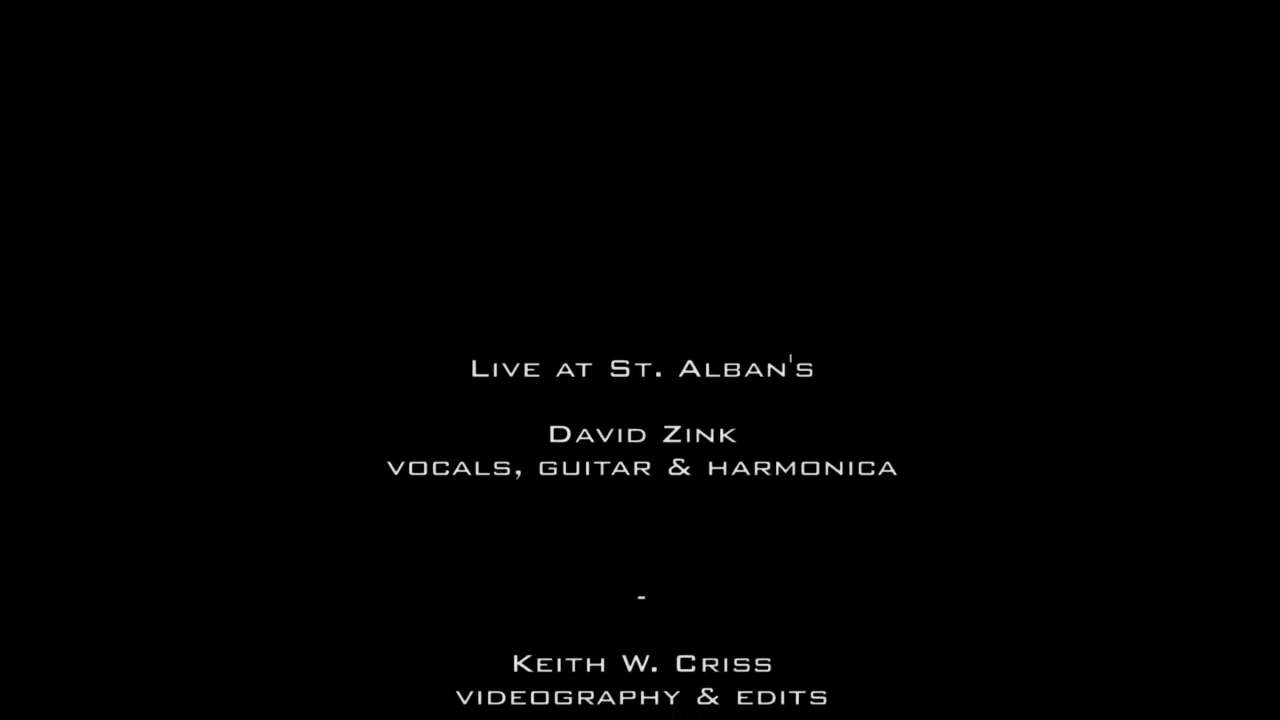 Live at St. Alban's
David Zink
vocals, guitar & harmonica
-
Keith W. Criss
videography & edits